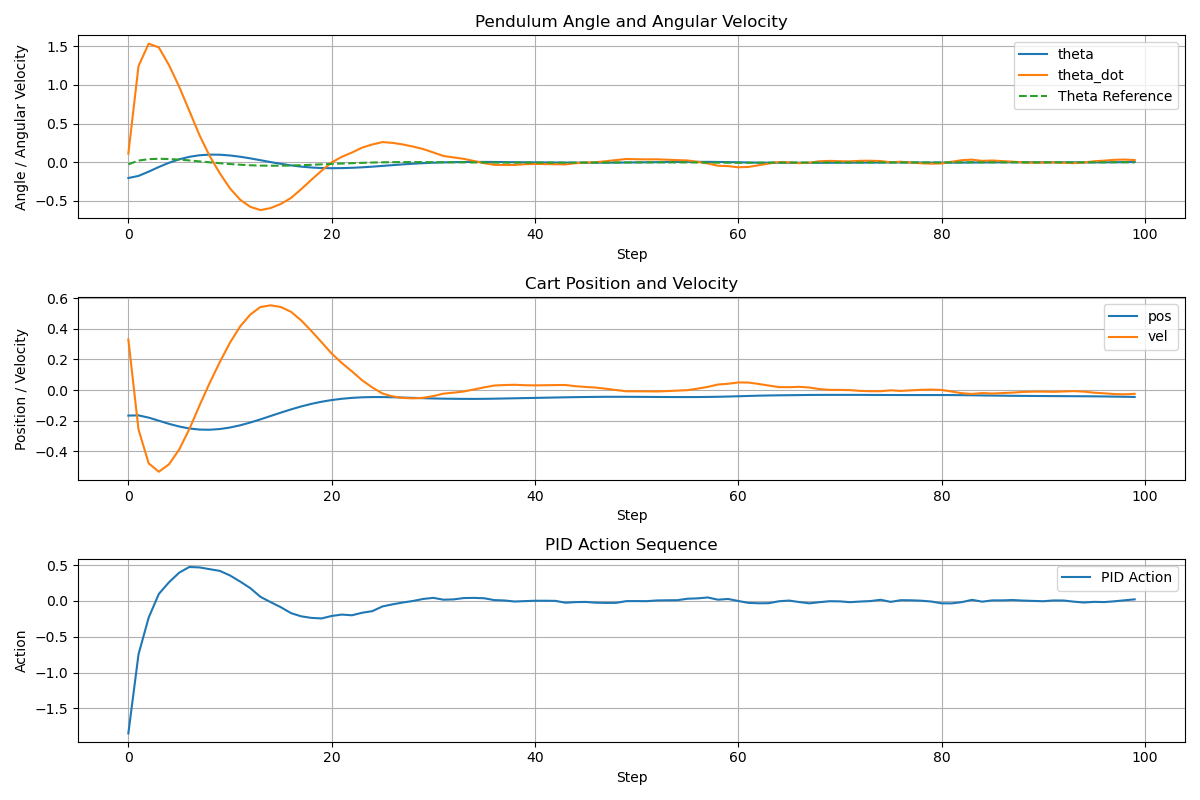 Pendulum Angle and Angular Velocity
Angle / Angular Velocity
1.5
1.0
0.5
0.0
−0.5
theta
theta_dot
Theta Reference
0 20 40 60 80 100
Step
Cart Position and Velocity
Position / Velocity
0.6
0.4
0.2
0.0
−0.2
−0.4
pos
vel
0 20 40 60 80 100
Step
PID Action Sequence
Action
0.5
0.0
−0.5
−1.0
−1.5
PID Action
0 20 40 60 80 100
Step